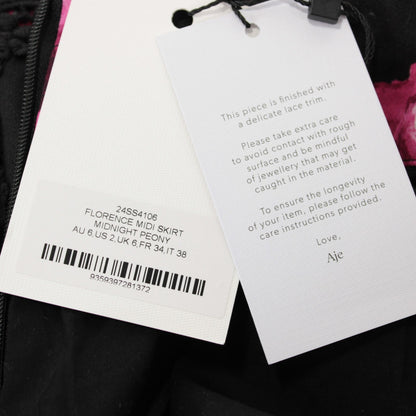 24SS4106
FLORENCE MIDI SKIRT
MIDNIGHT PEONY
AU 6,US 2,UK 6,FR 34,IT 38
9359397281372
This piece is finished with
a delicate lace trim.
Please take extra care
to avoid contact with rough
surface and be mindful
of jewellery that may get
caught in the material.
To ensure the longevity
of your item, please follow the
care instructions provided.
Love,
Aje